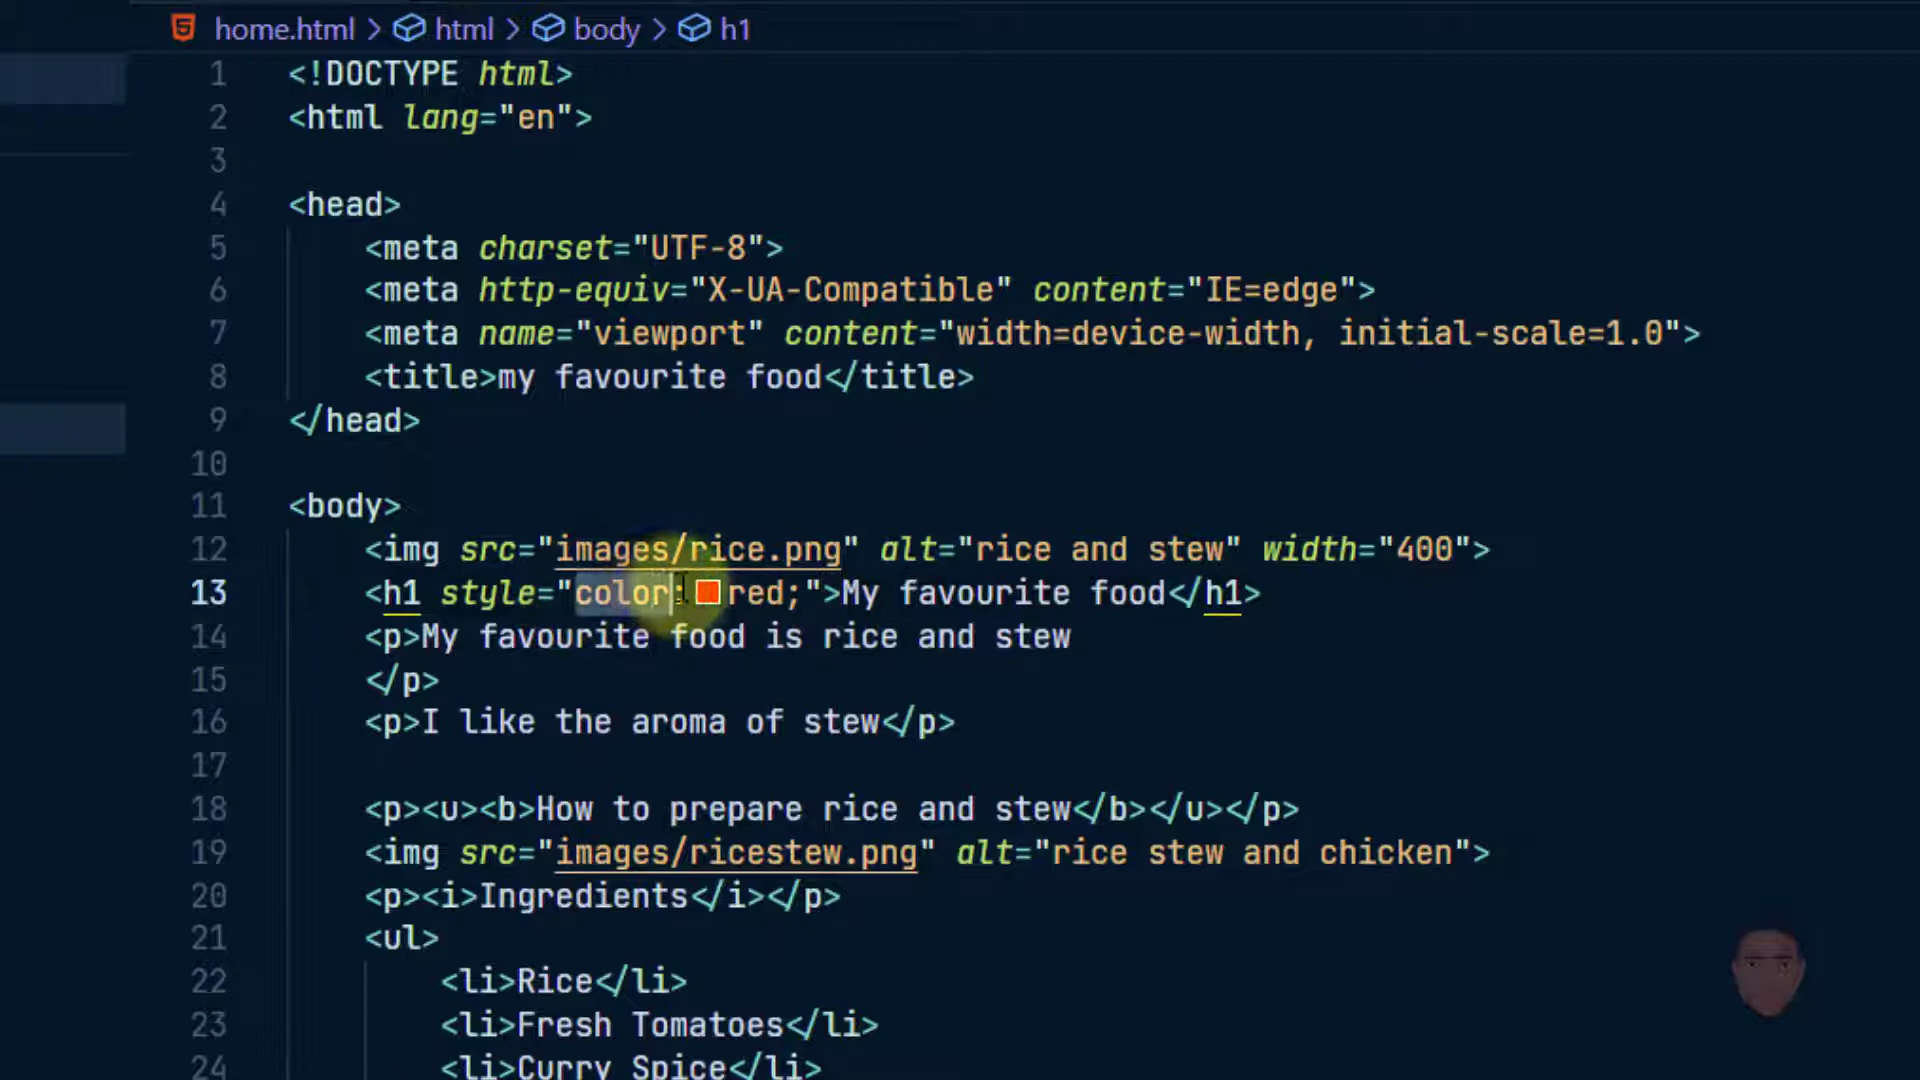 home.html > html > body > h1
1 <!DOCTYPE html>
2 <html lang="en">
3
4 <head>
5 <meta charset="UTF-8">
6 <meta http-equiv="X-UA-Compatible" content="IE=edge">
7 <meta name="viewport" content="width=device-width, initial-scale=1.0">
8 <title>my favourite food</title>
9 </head>
10
11 <body>
12 <img src="images/rice.png" alt="rice and stew" width="400">
13 <h1 style="color: red;">My favourite food</h1>
14 <p>My favourite food is rice and stew
15 </p>
16 <p>I like the aroma of stew</p>
17
18 <p><u><b>How to prepare rice and stew</b></u></p>
19 <img src="images/ricestew.png" alt="rice stew and chicken">
20 <p><i>Ingredients</i></p>
21 <ul>
22 <li>Rice</li>
23 <li>Fresh Tomatoes</li>
24 <li>Curry Spice</li>